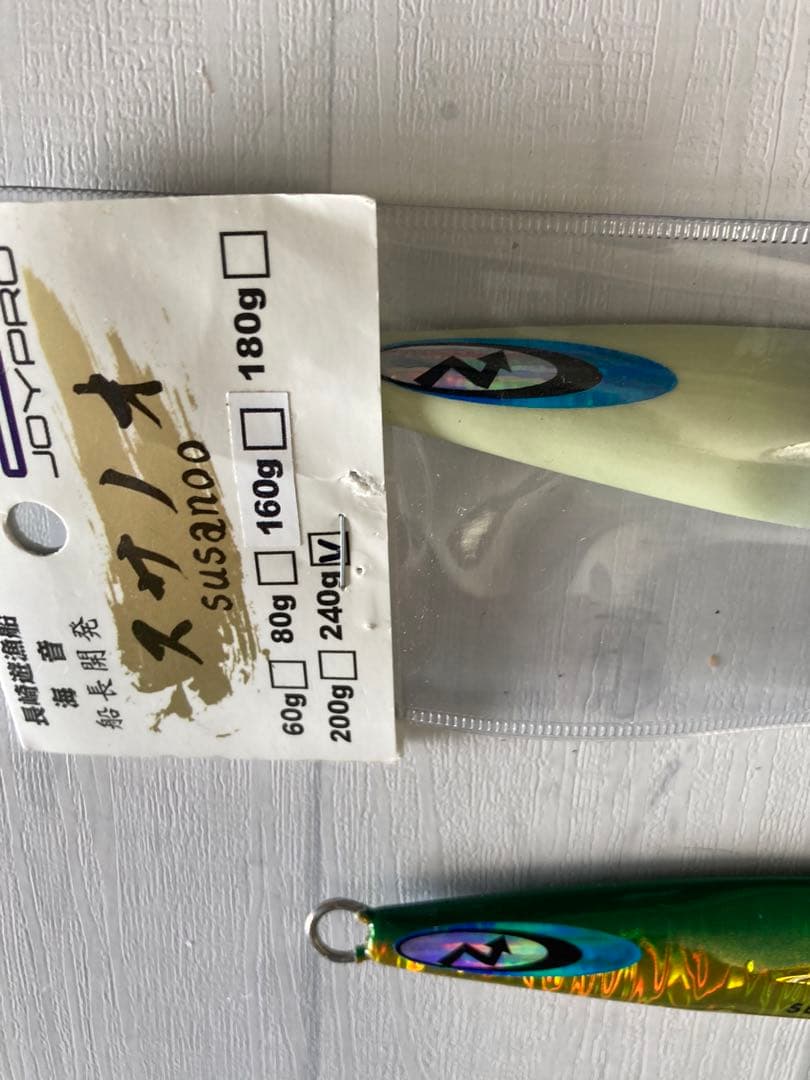 JOYPRO
スサノオ
susanoo
長崎遊漁船
海音
船長開発
60g 80g 160g 180g
200g 240g V